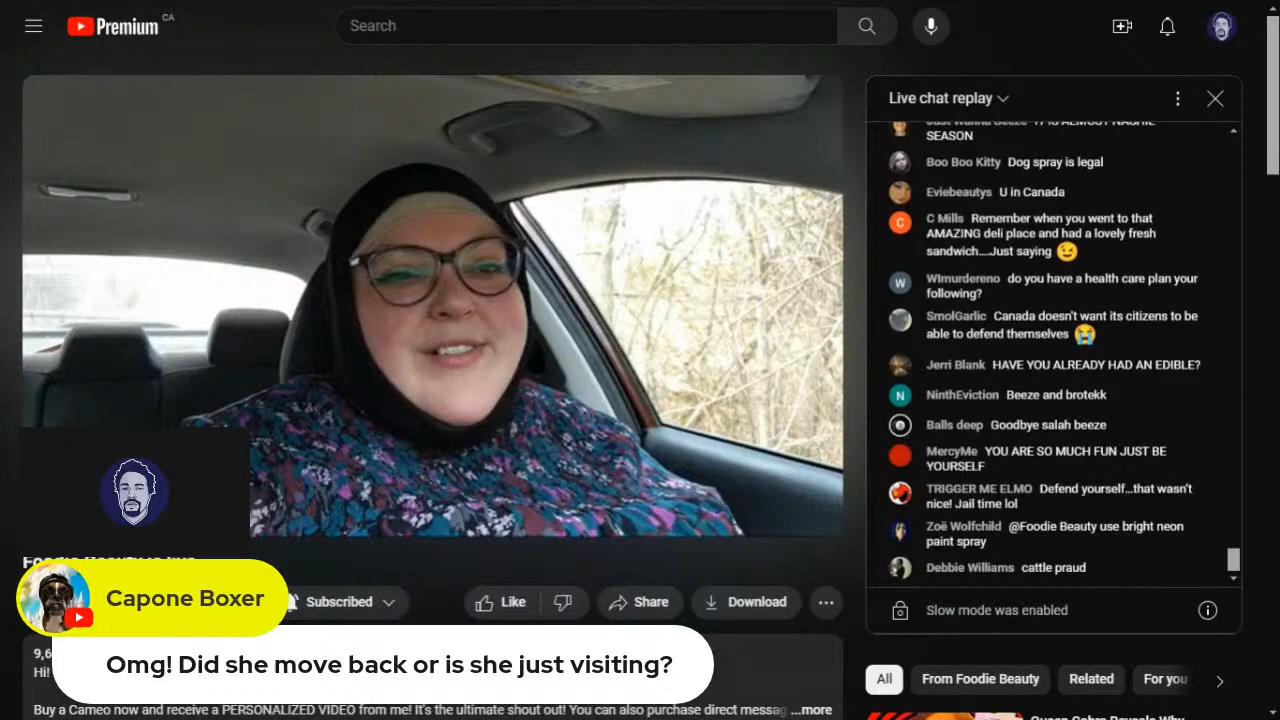 Premium CA
Search
Live chat replay
SEASON
Boo Boo Kitty Dog spray is legal
Eviebeautys U in Canada
C Mills Remember when you went to that
AMAZING deli place and had a lovely fresh
sandwich....Just saying
C
WImurdereno do you have a health care plan your
following?
W
SmolGarlic Canada doesn't want its citizens to be
able to defend themselves
Jerri Blank HAVE YOU ALREADY HAD AN EDIBLE?
N
NinthEviction Beeze and brotekk
Balls deep Goodbye salah beeze
MercyMe YOU ARE SO MUCH FUN JUST BE
YOURSELF
TRIGGER ME ELMO Defend yourself...that wasn't
nice! Jail time lol
Zoë Wolfchild @Foodie Beauty use bright neon
paint spray
Debbie Williams cattle praud
Slow mode was enabled
Capone Boxer
Subscribed
Like
Share
Download
Omg! Did she move back or is she just visiting?
9,6
Hi!
Buy a Cameo now and receive a PERSONALIZED VIDEO from me! It's the ultimate shout out! You can also purchase direct messag ...more
All
From Foodie Beauty
Related
For you